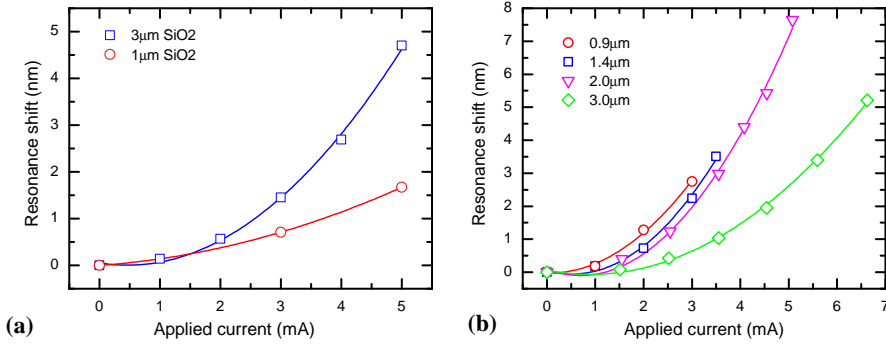 3μm SiO2
1μm SiO2
Resonance shift (nm)
5
4
3
2
1
0
0 1 2 3 4 5
Applied current (mA)
(a)
0.9μm
1.4μm
2.0μm
3.0μm
Resonance shift (nm)
8
7
6
5
4
3
2
1
0
0 1 2 3 4 5 6 7
Applied current (mA)
(b)